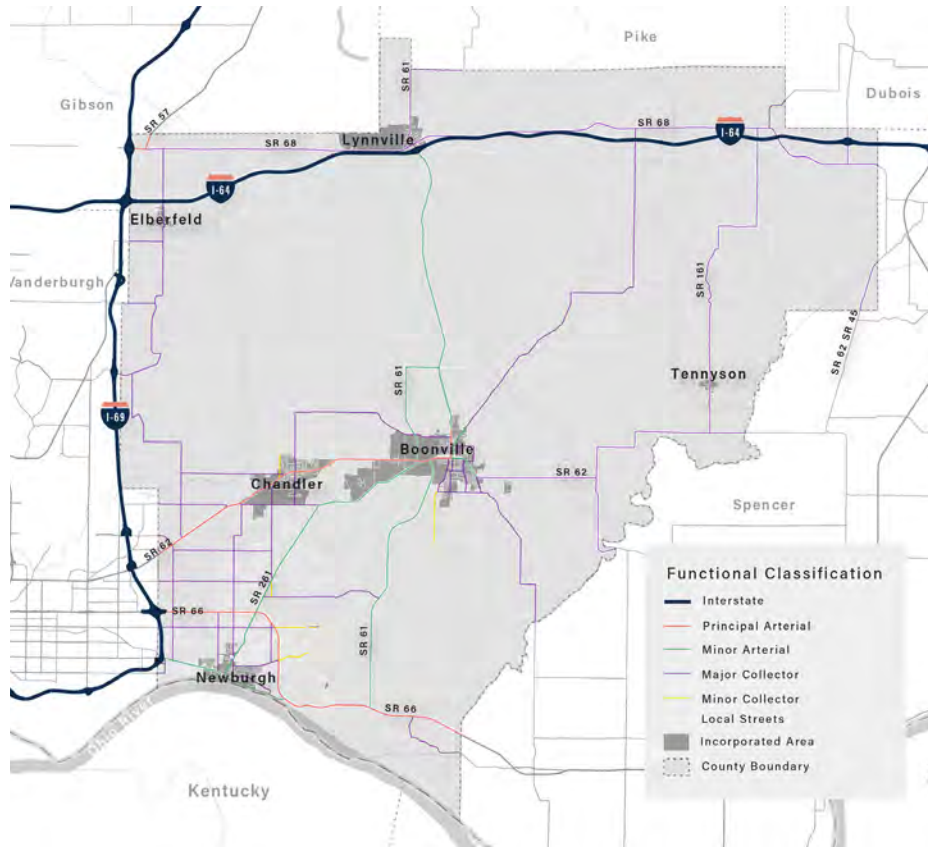 Pike
Gibson
Dubois
SR 57
SR 61
Lynnville
SR 68
SR 68
I-64
I-64
Elberfeld
Vanderburgh
SR 161
SR 62 SR 45
Tennyson
SR 61
I-69
Boonville
Chandler
SR 62
Spencer
SR 62
SR 261
SR 66
SR 61
Newburgh
SR 66
Ohio River
Kentucky
Functional Classification
Interstate
Principal Arterial
Minor Arterial
Major Collector
Minor Collector
Local Streets
Incorporated Area
County Boundary